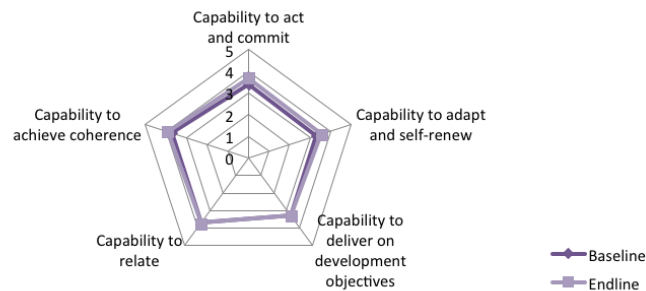 Capability to act
and commit
5
4
3
2
1
0
Capability to
achieve coherence
Capability to adapt
and self-renew
Capability to
relate
Capability to
deliver on
development
objectives
Baseline
Endline